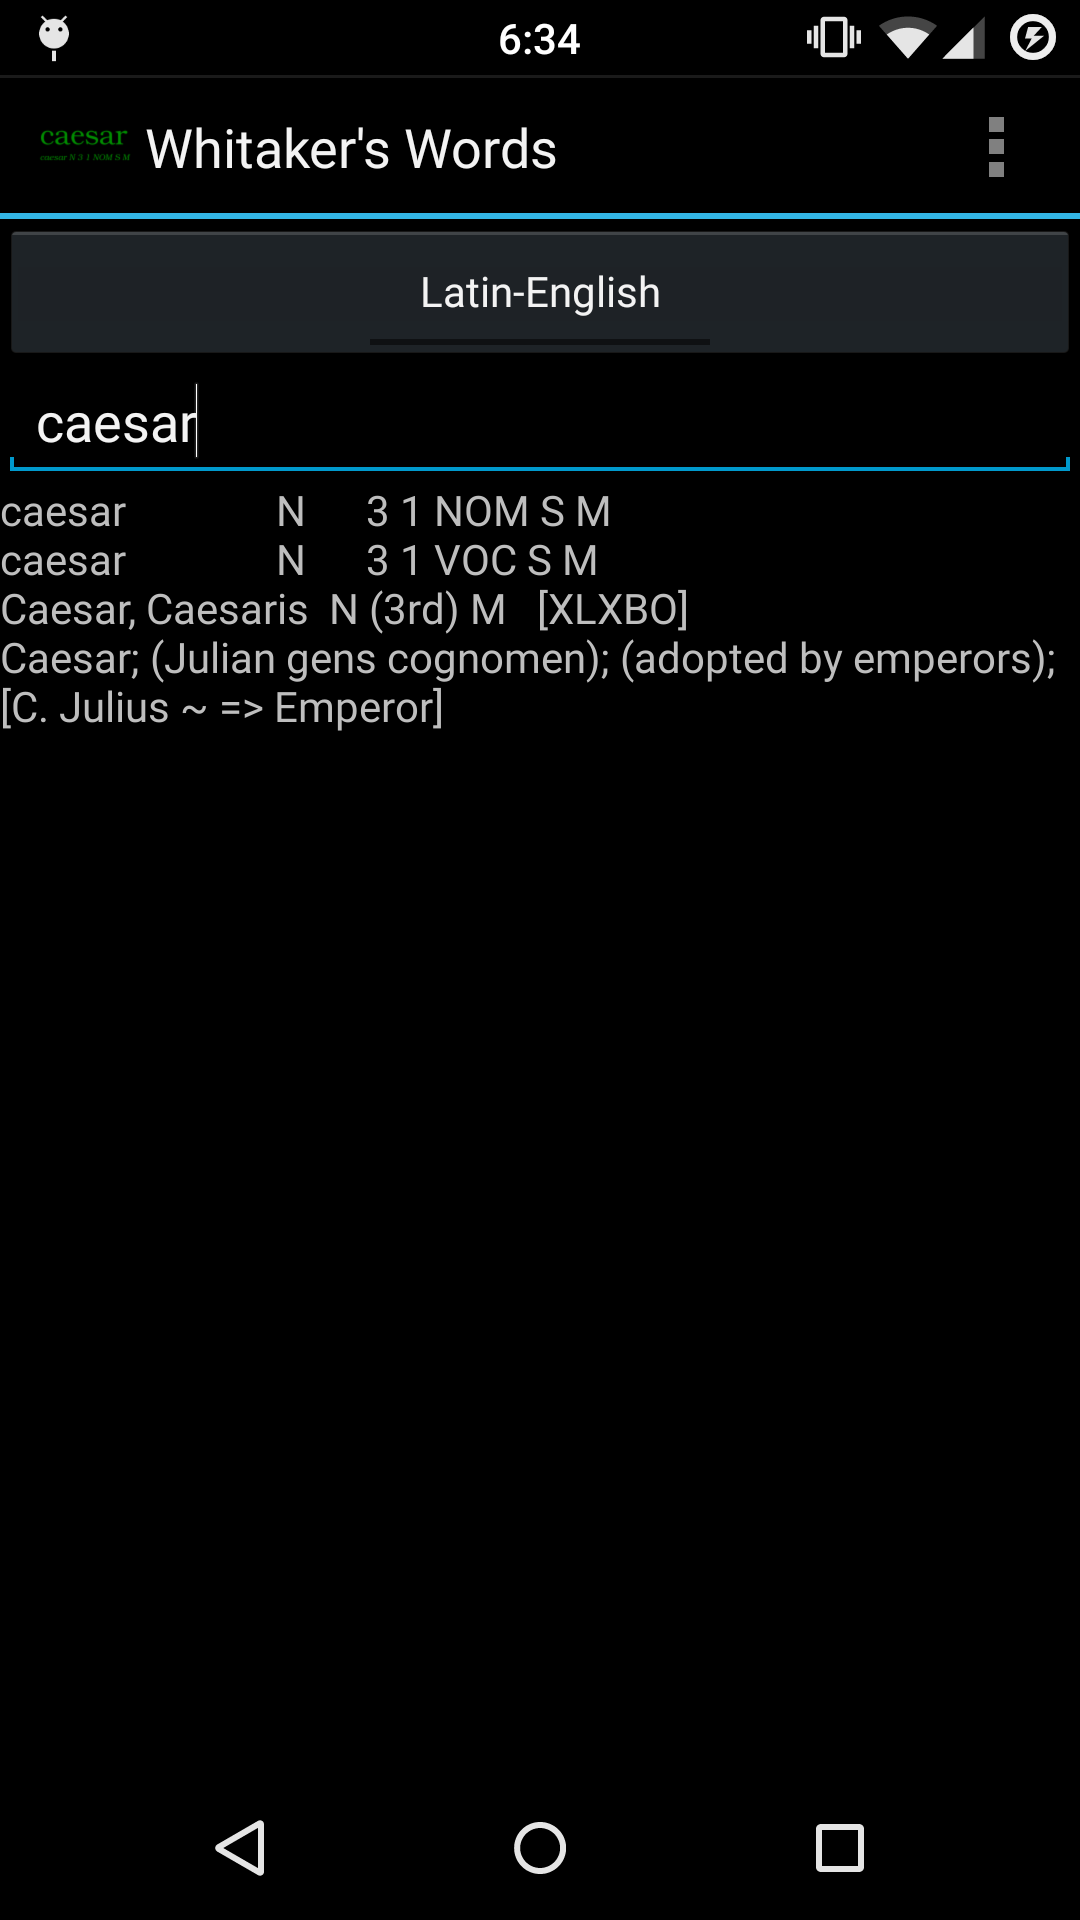 6:34
caesar
caesar N 3 1 NOM S M
Whitaker's Words
Latin-English
caesar
caesar N 3 1 NOM S M
caesar N 3 1 VOC S M
Caesar, Caesaris N (3rd) M [XLXBO]
Caesar; (Julian gens cognomen); (adopted by emperors);
[C. Julius ~ => Emperor]